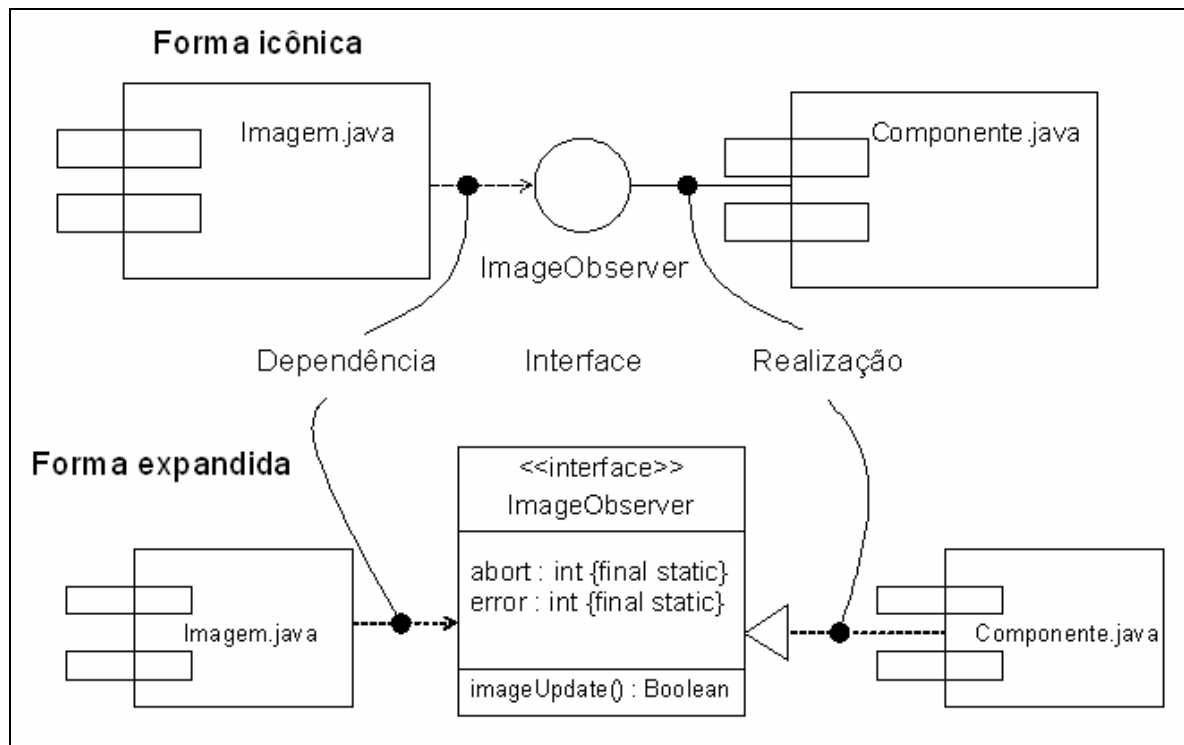 Forma icônica
Imagem.java
Componente.java
ImageObserver
Dependência
Interface
Realização
Forma expandida
<<interface>>
ImageObserver
abort : int {final static}
error : int {final static}
Imagem.java
Componente.java
imageUpdate() : Boolean